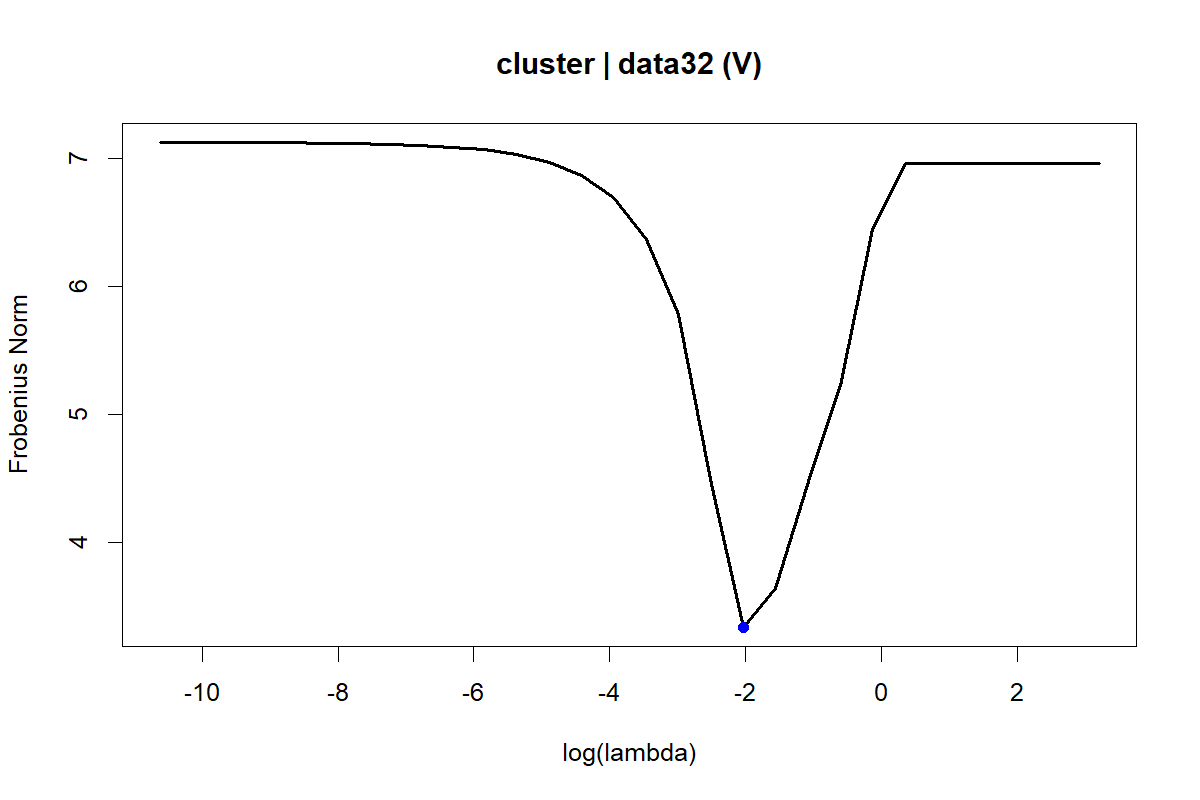 cluster | data32 (V)
Frobenius Norm
7
6
5
4
-10 -8 -6 -4 -2 0 2
log(lambda)